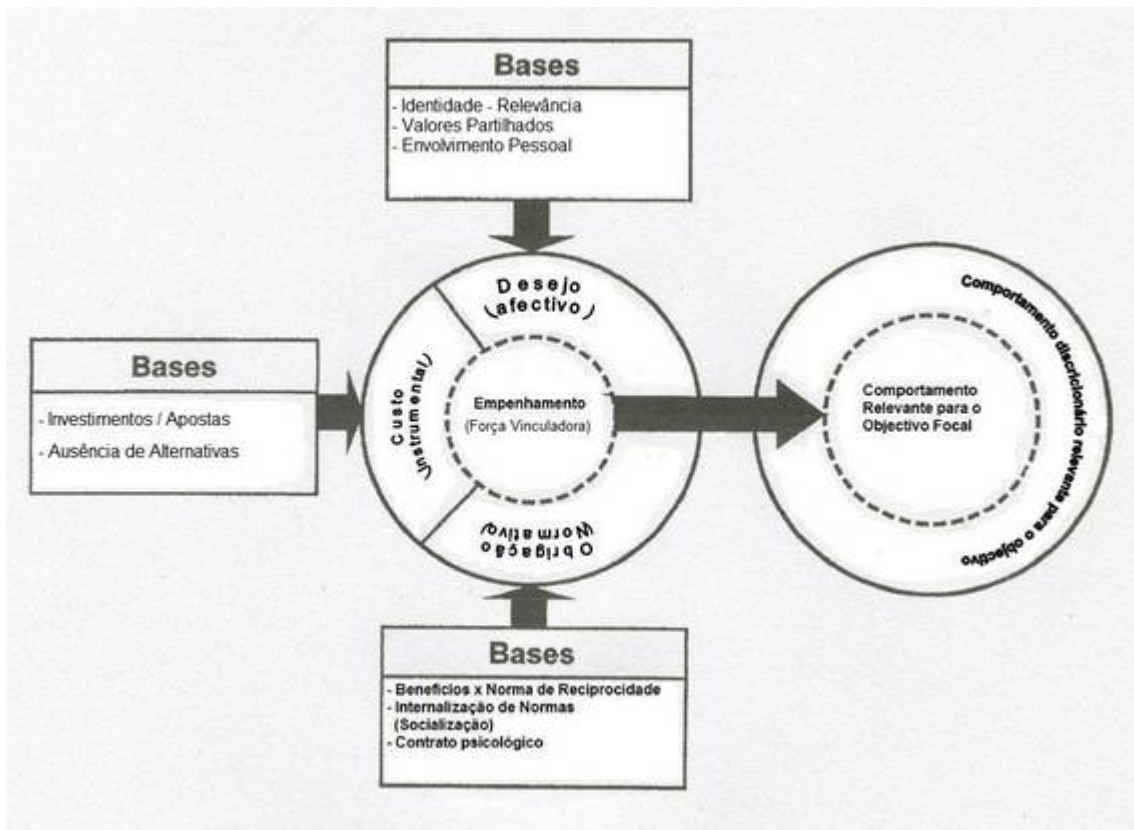 Bases
- Identidade - Relevância
- Valores Partilhados
- Envolvimento Pessoal
Bases
- Investimentos / Apostas
- Ausência de Alternativas
Desejo
(afectivo)
Custo
(Instrumental)
Empenhamento
(Força Vinculadora)
Obrigação
(Normativo)
Comportamento
Relevante para o
Objectivo Focal
Comportamento discricionário relevante para o objectivo
Bases
- Benefícios x Norma de Reciprocidade
- Internalização de Normas
(Socialização)
- Contrato psicológico